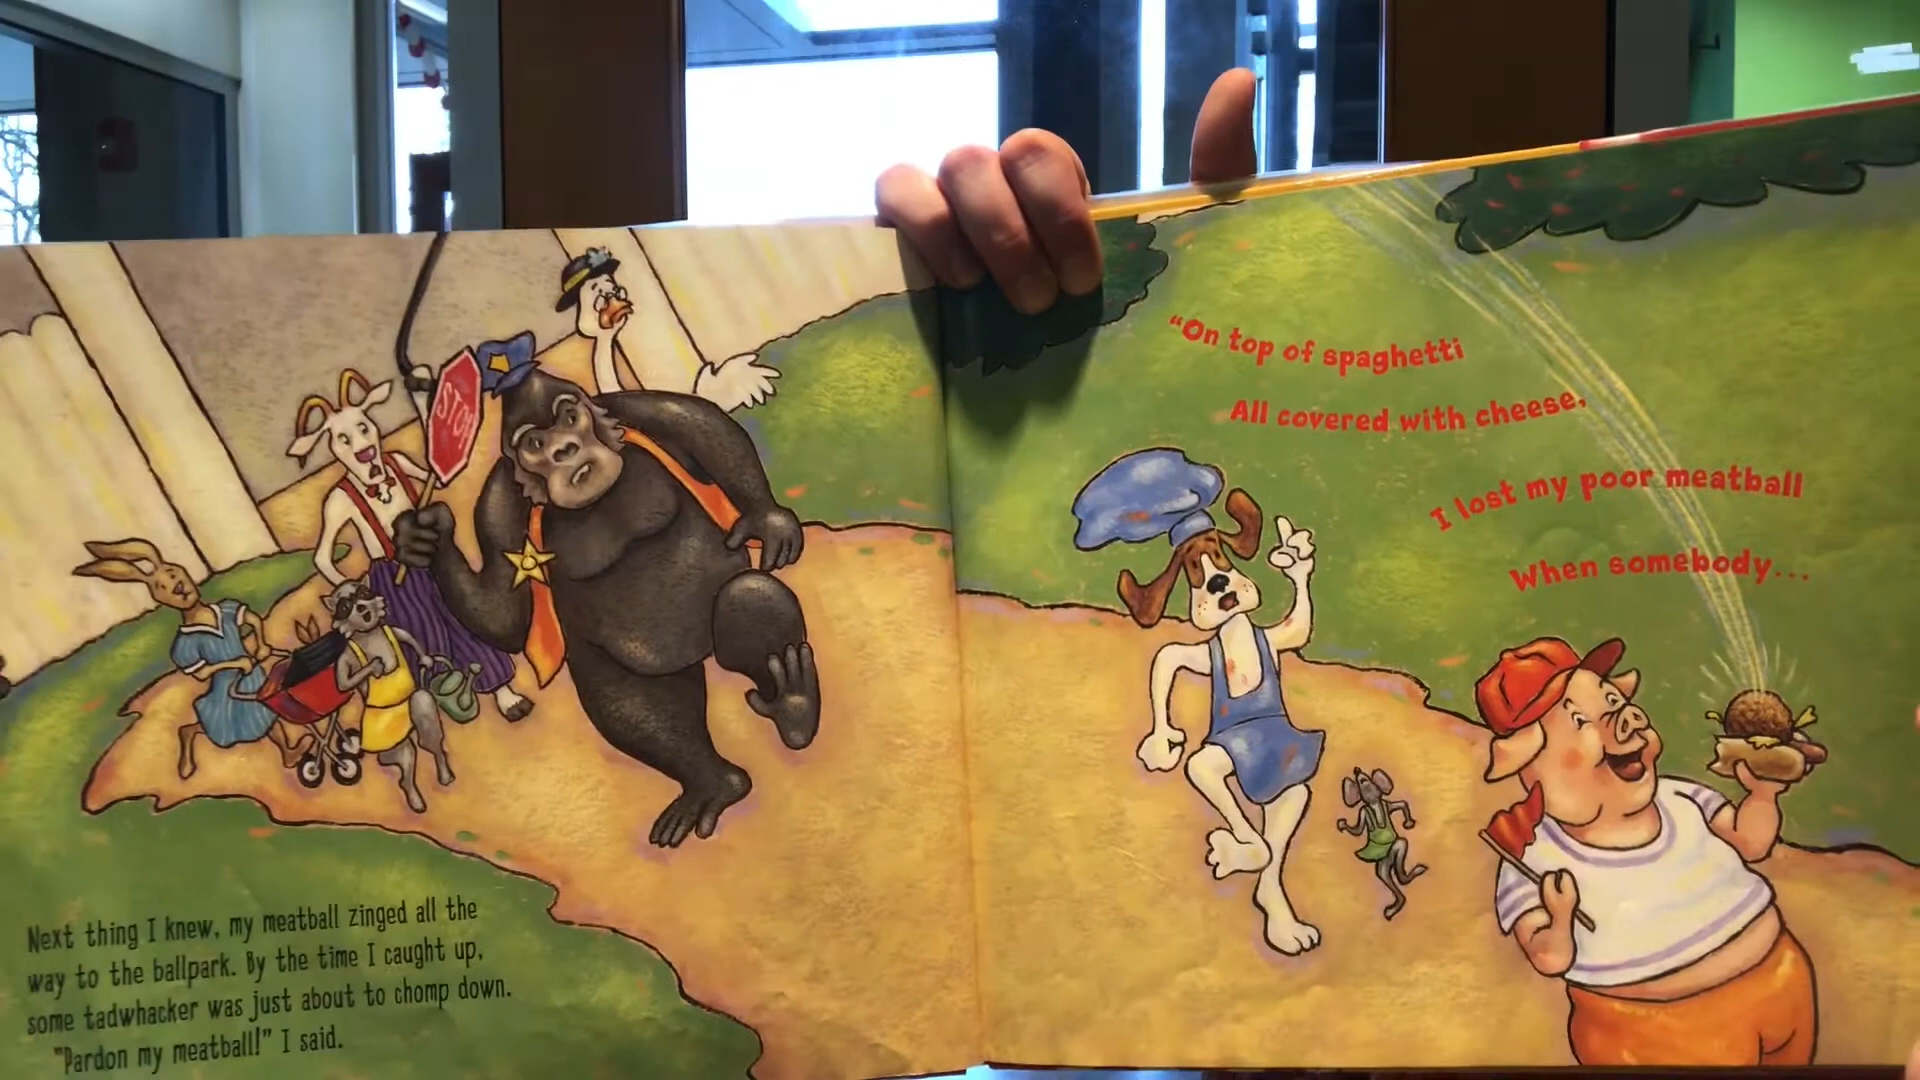 STOP
Next thing I knew, my meatball zinged all the
way to the ballpark. By the time I caught up,
some tadwhacker was just about to chomp down.
"Pardon my meatball!" I said.
"On top of spaghetti
All covered with cheese,
I lost my poor meatball
When somebody...